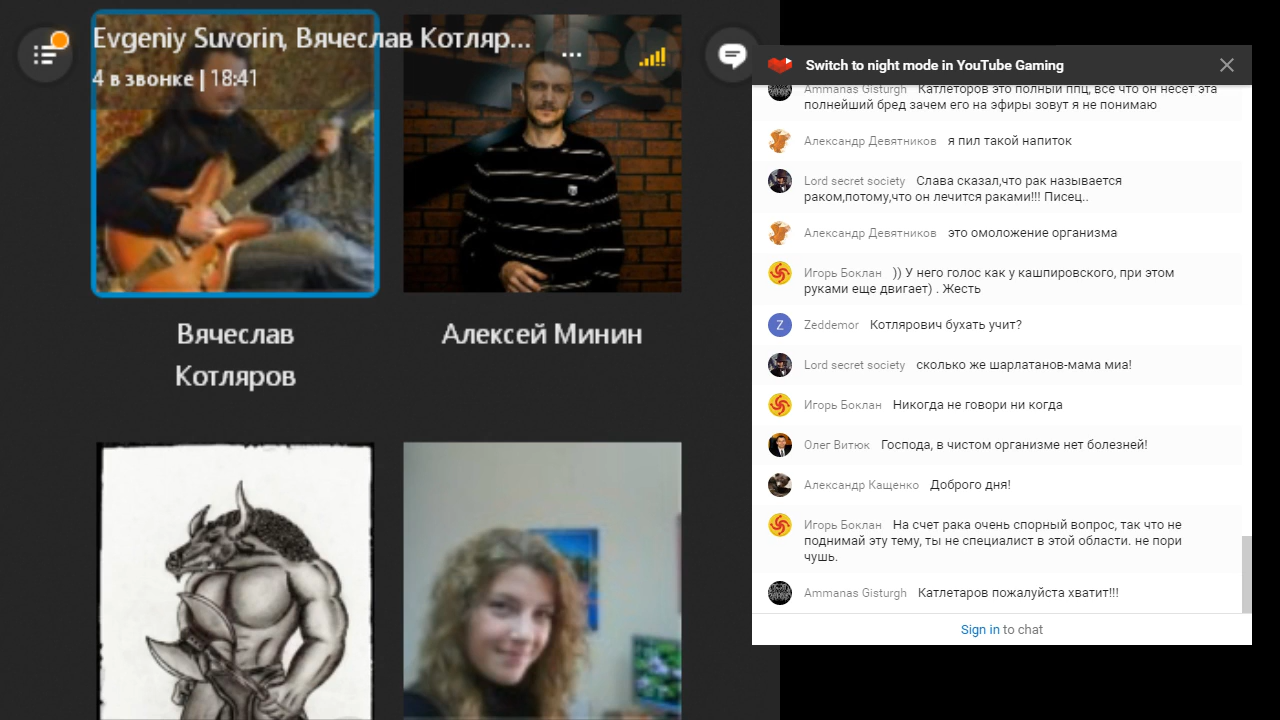 Evgeniy Suvorin, Вячеслав Котляр...
4 в звонке | 18:41
Вячеслав
Котляров
Алексей Минин
Switch to night mode in YouTube Gaming
Ammanas Gisturgh Катлеторов это полный ппц, все что он несет эта
полнейший бред зачем его на эфиры зовут я не понимаю
Александр Девятников я пил такой напиток
Lord secret society Слава сказал,что рак называется
раком,потому,что он лечится раками!!! Писец..
Александр Девятников это омоложение организма
Игорь Боклан )) У него голос как у кашпировского, при этом
руками еще двигает) . Жесть
Z
Zeddemor Котлярович бухать учит?
Lord secret society сколько же шарлатанов-мама миа!
Игорь Боклан Никогда не говори ни когда
Олег Витюк Господа, в чистом организме нет болезней!
Александр Кащенко Доброго дня!
Игорь Боклан На счет рака очень спорный вопрос, так что не
поднимай эту тему, ты не специалист в этой области. не пори
чушь.
Ammanas Gisturgh Катлетаров пожалуйста хватит!!!
Sign in to chat